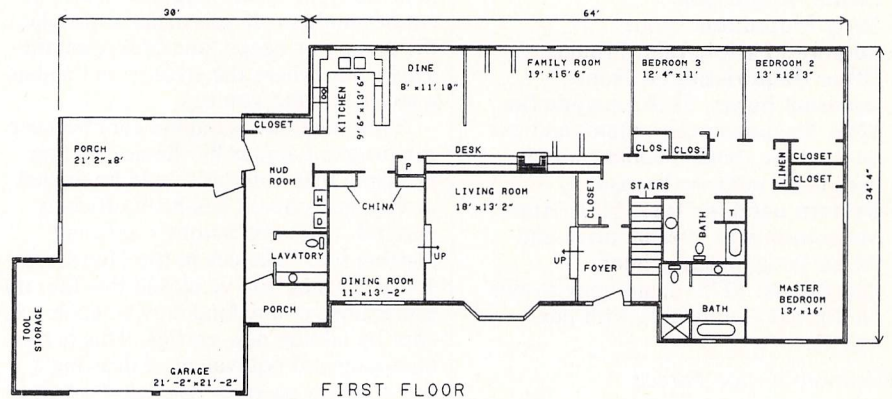 30'
64'
34'4"
DINE
8'x11'10"
FAMILY ROOM
19'x15'6"
BEDROOM 3
12'4"x11'
BEDROOM 2
13'x12'3"
KITCHEN
9'6"x13'6"
CLOSET
PORCH
21'2"x8'
MUD
ROOM
DESK
P
CLOS.
CLOS.
LINEN
CLOSET
CLOSET
CHINA
W
D
LIVING ROOM
18'x13'2"
CLOSET
STAIRS
BATH
T
LAVATORY
UP
UP
FOYER
DINING ROOM
11'x13'-2"
PORCH
BATH
MASTER
BEDROOM
13'x16'
TOOL
STORAGE
GARAGE
21'-2"x21'-2"
FIRST FLOOR